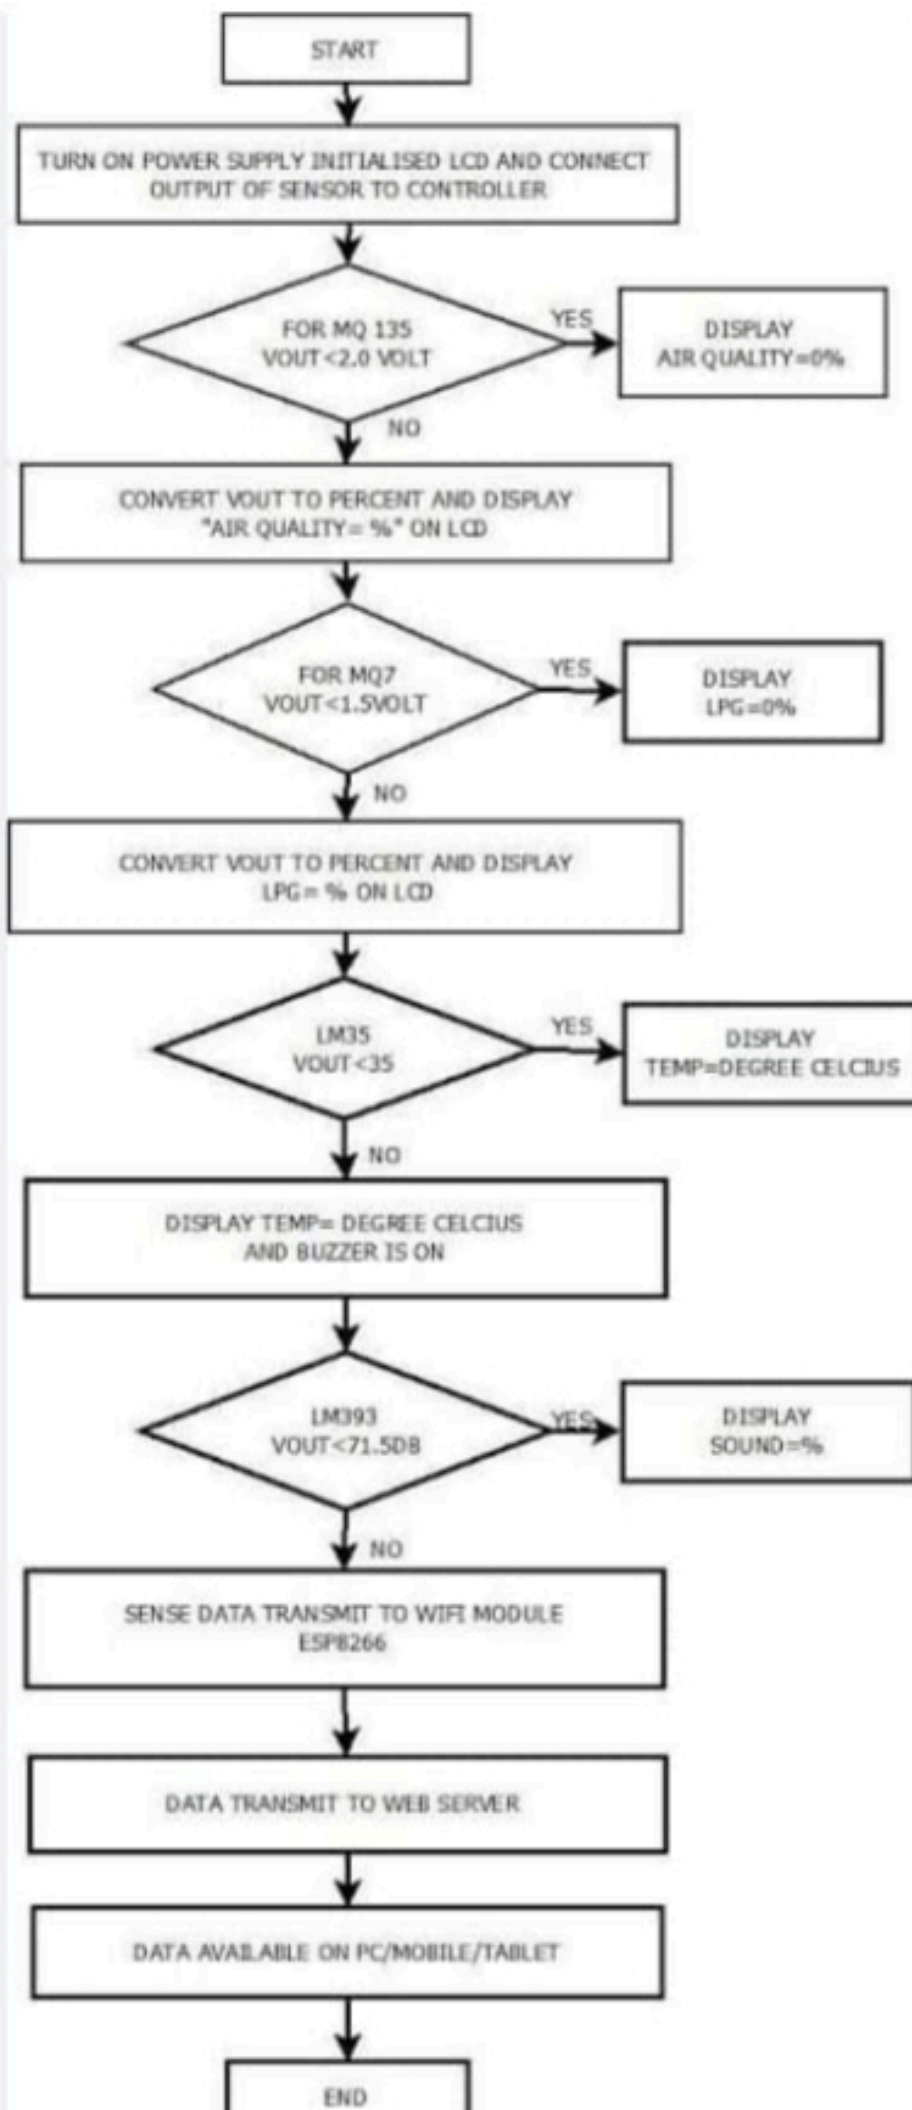 START
TURN ON POWER SUPPLY INITIALISED LCD AND CONNECT
OUTPUT OF SENSOR TO CONTROLLER
FOR MQ 135
VOUT<2.0 VOLT
YES
DISPLAY
AIR QUALITY=0%
NO
CONVERT VOUT TO PERCENT AND DISPLAY
"AIR QUALITY= %" ON LCD
FOR MQ7
VOUT<1.5VOLT
YES
DISPLAY
LPG=0%
NO
CONVERT VOUT TO PERCENT AND DISPLAY
LPG= % ON LCD
LM35
VOUT<35
YES
DISPLAY
TEMP=DEGREE CELCIUS
NO
DISPLAY TEMP= DEGREE CELCIUS
AND BUZZER IS ON
LM393
VOUT<71.5DB
YES
DISPLAY
SOUND=%
NO
SENSE DATA TRANSMIT TO WIFI MODULE
ESP8266
DATA TRANSMIT TO WEB SERVER
DATA AVAILABLE ON PC/MOBILE/TABLET
END